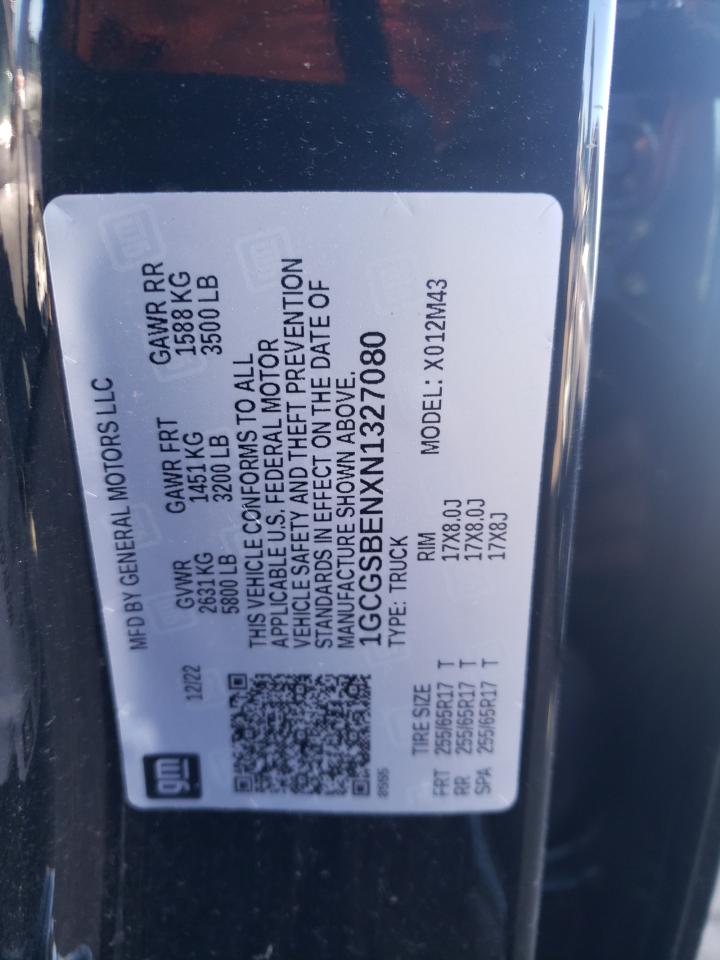 MFD BY GENERAL MOTORS LLC
12/22
GVWR GAWR FRT GAWR RR
2631 KG 1451 KG 1588 KG
5800 LB 3200 LB 3500 LB
THIS VEHICLE CONFORMS TO ALL
APPLICABLE U.S. FEDERAL MOTOR
VEHICLE SAFETY AND THEFT PREVENTION
STANDARDS IN EFFECT ON THE DATE OF
MANUFACTURE SHOWN ABOVE.
1GCGSBENXN1327080
TYPE: TRUCK MODEL: X012M43
TIRE SIZE RIM
FRT 255/65R17 T 17X8.0J
RR 255/65R17 T 17X8.0J
SPA 255/65R17 T 17X8J
gm